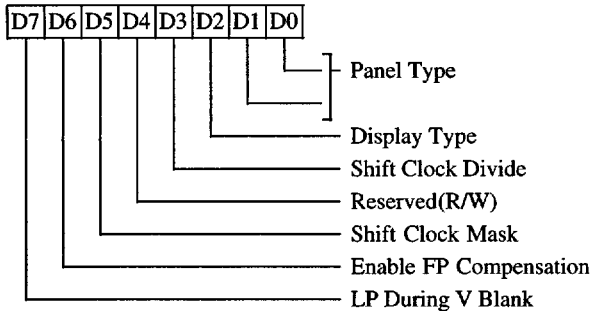 D7 D6 D5 D4 D3 D2 D1 D0
Panel Type
Display Type
Shift Clock Divide
Reserved(R/W)
Shift Clock Mask
Enable FP Compensation
LP During V Blank